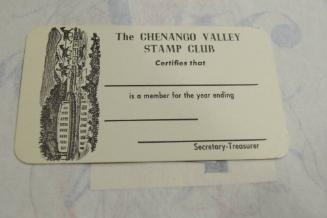 The CHENANGO VALLEY
STAMP CLUB
Certifies that
is a member for the year ending
Secretary-Treasurer